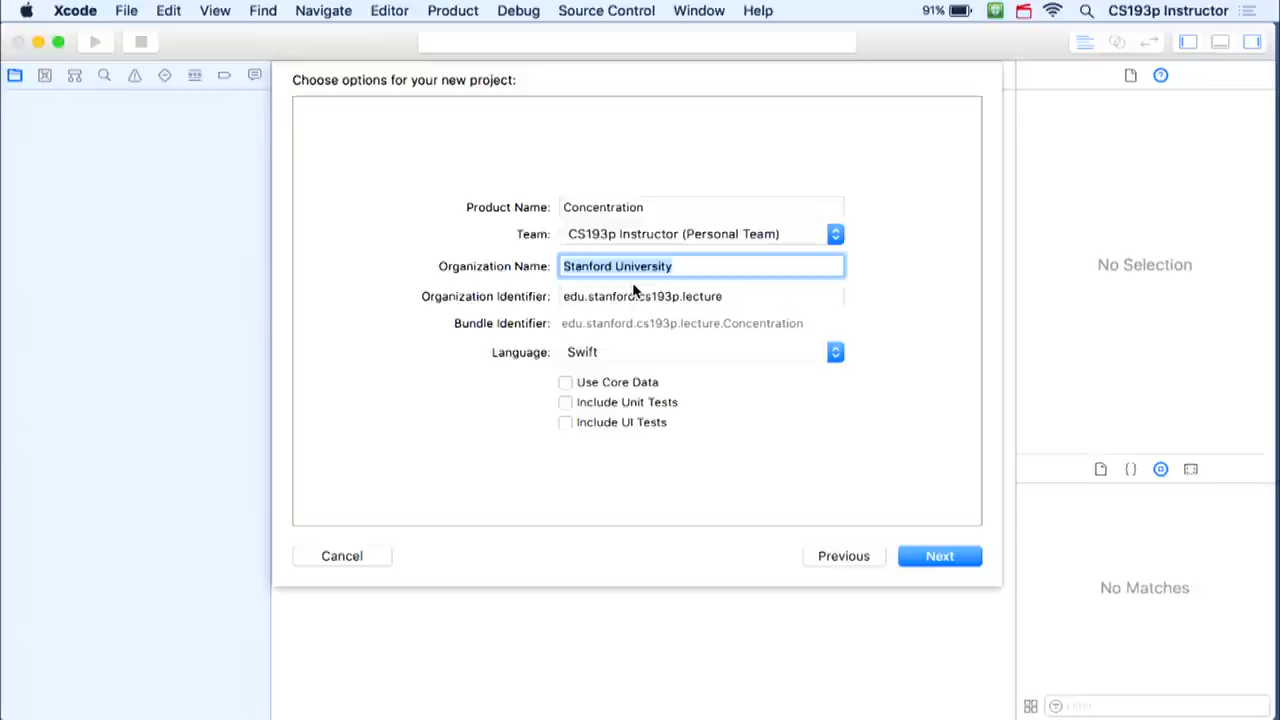 Xcode File Edit View Find Navigate Editor Product Debug Source Control Window Help 91% CS193p Instructor
Choose options for your new project:
Product Name: Concentration
Team: CS193p Instructor (Personal Team)
Organization Name: Stanford University
Organization Identifier: edu.stanford.cs193p.lecture
Bundle Identifier: edu.stanford.cs193p.lecture.Concentration
Language: Swift
Use Core Data
Include Unit Tests
Include UI Tests
Cancel Previous Next
No Selection
No Matches